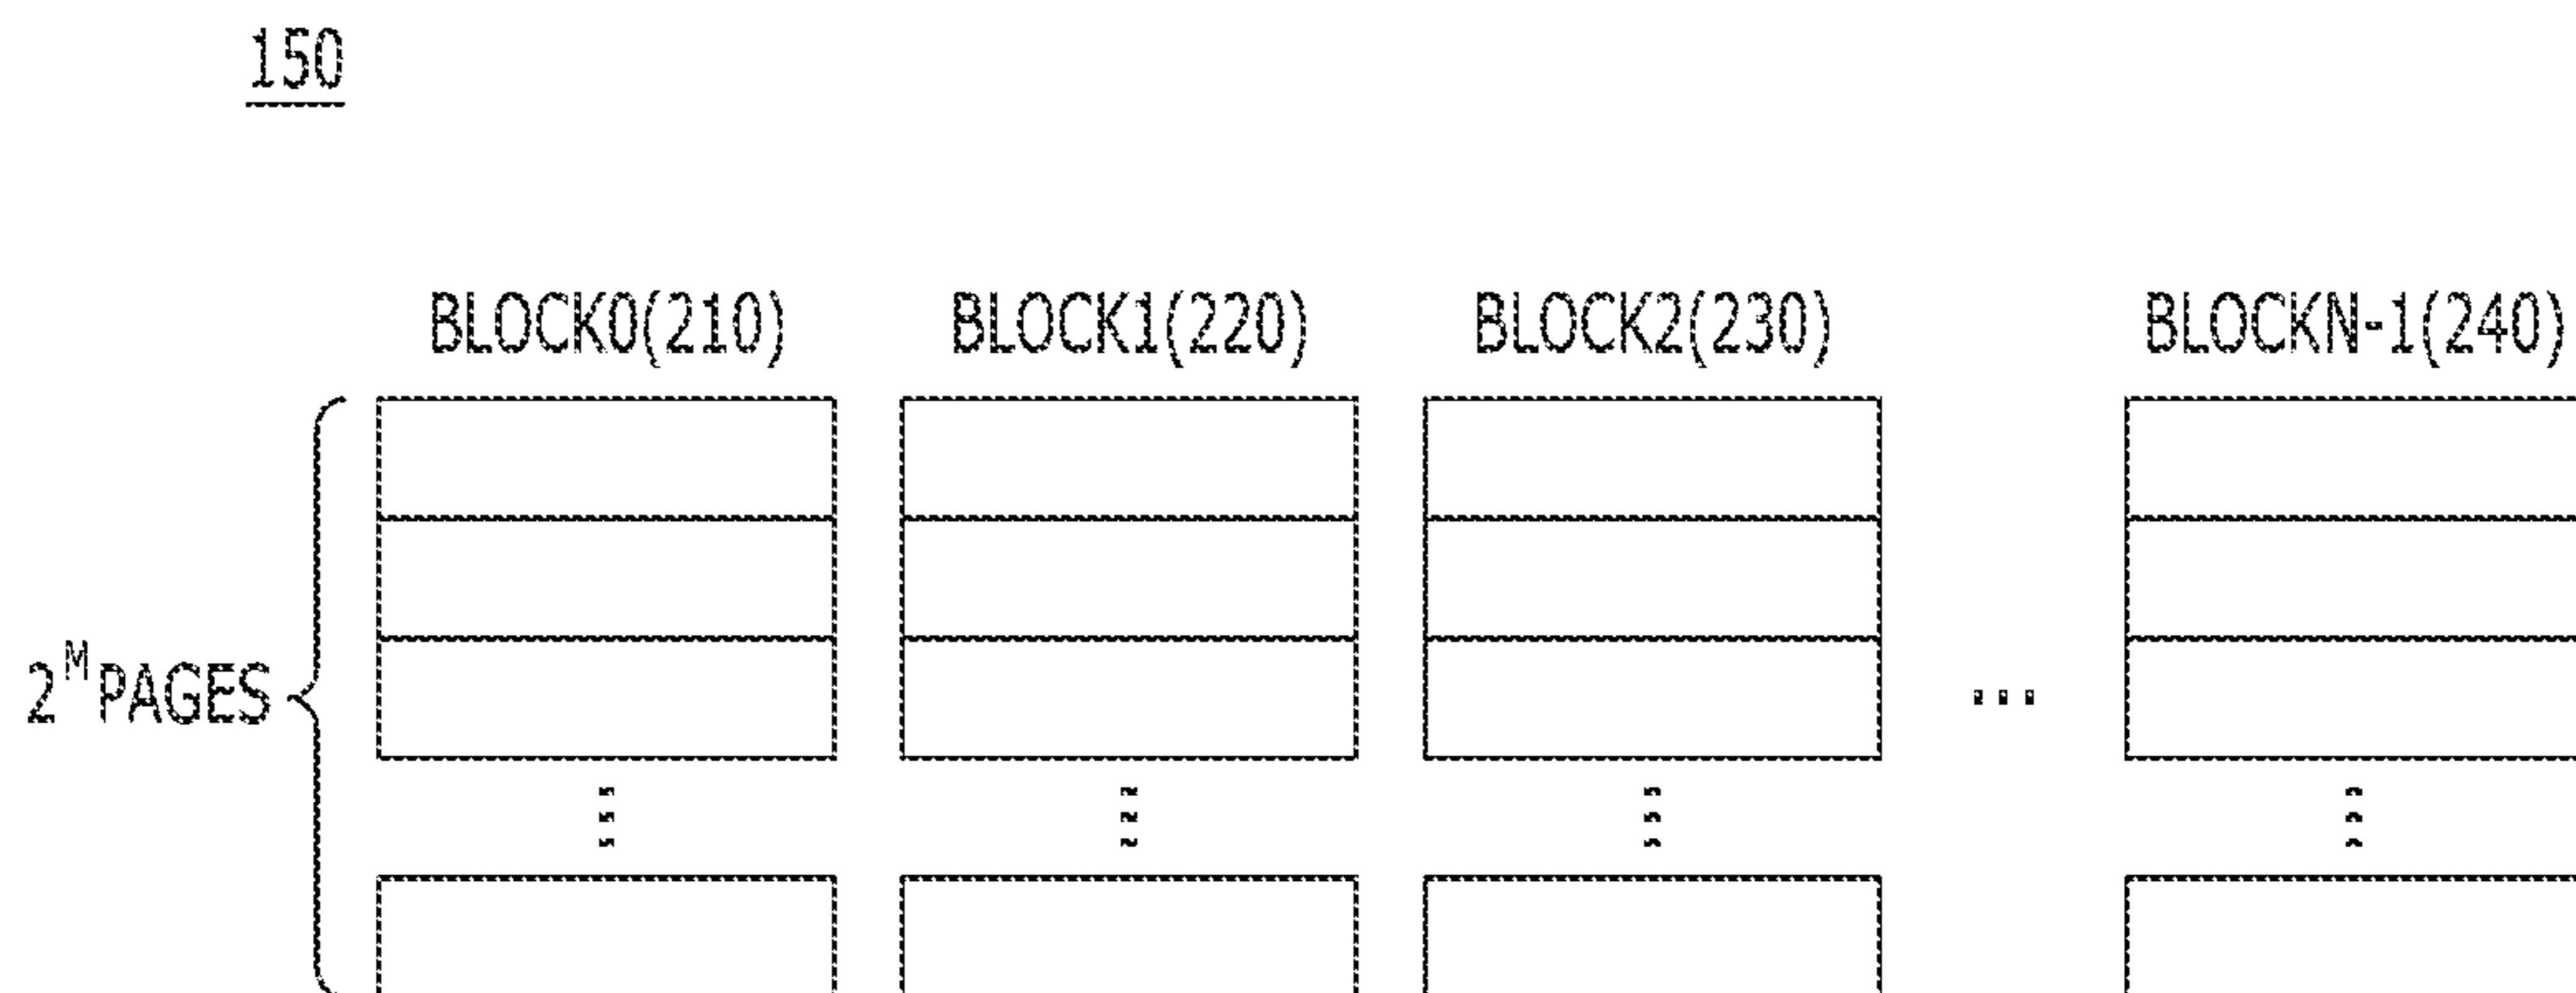 150
BLOCK0(210) BLOCK1(220) BLOCK2(230) BLOCKN-1(240)
2^M PAGES
...